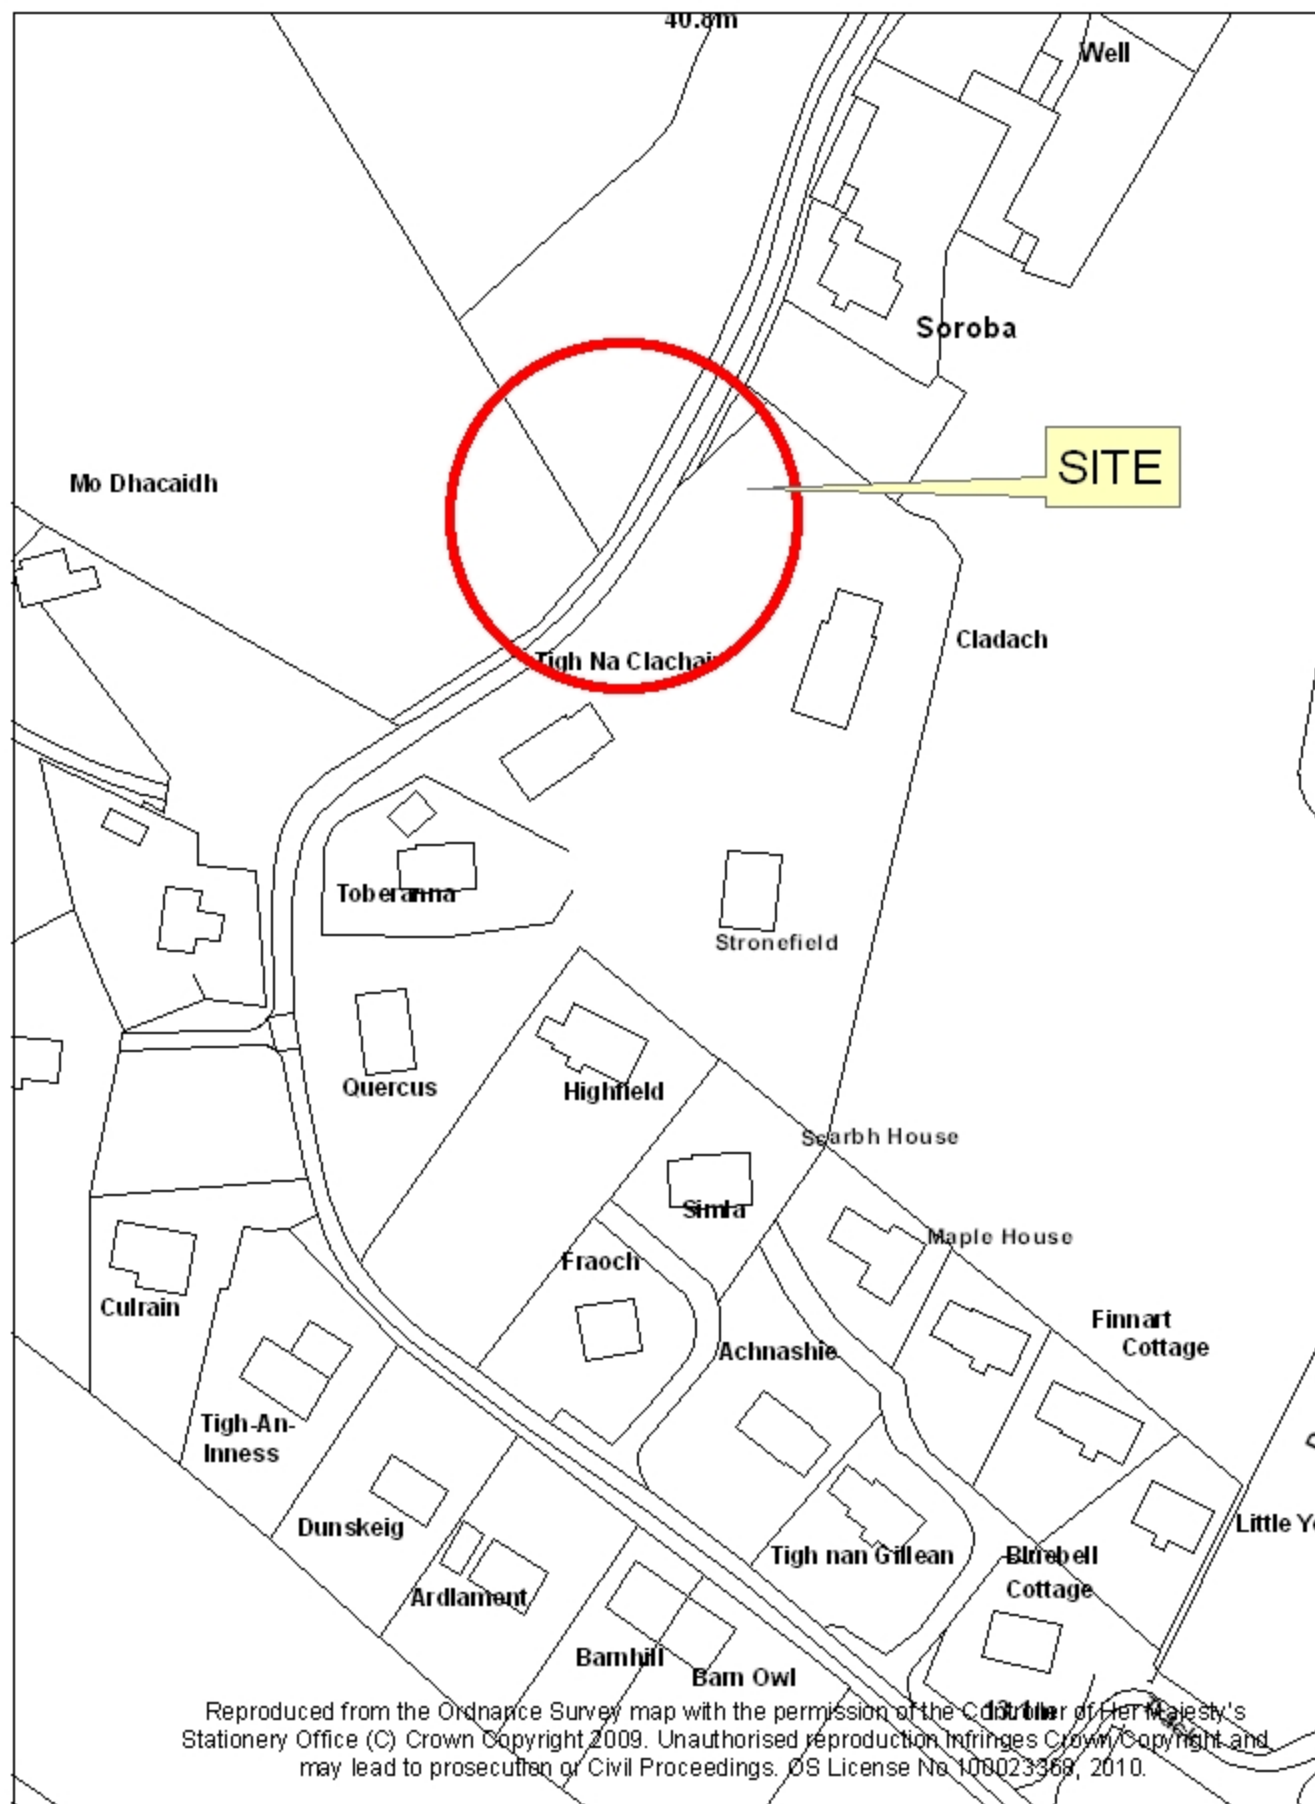 40.8m
Well
Soroba
SITE
Mo Dhacaidh
Cladach
Tigh Na Clachair
Toberanna
Stronefield
Quercus
Highfield
Scarbh House
Simla
Maple House
Fraoch
Culrain
Finnart
Cottage
Achnashie
Tigh-An-
Inness
Little
Dunskeig
Tigh nan Gillean
Bluebell
Cottage
Ardlamont
Barnhill
Barn Owl
13.1m
Track
Reproduced from the Ordnance Survey map with the permission of the Controller of Her Majesty's
Stationery Office (C) Crown Copyright 2009. Unauthorised reproduction infringes Crown Copyright and
may lead to prosecution or Civil Proceedings. OS License No 100023368, 2010.